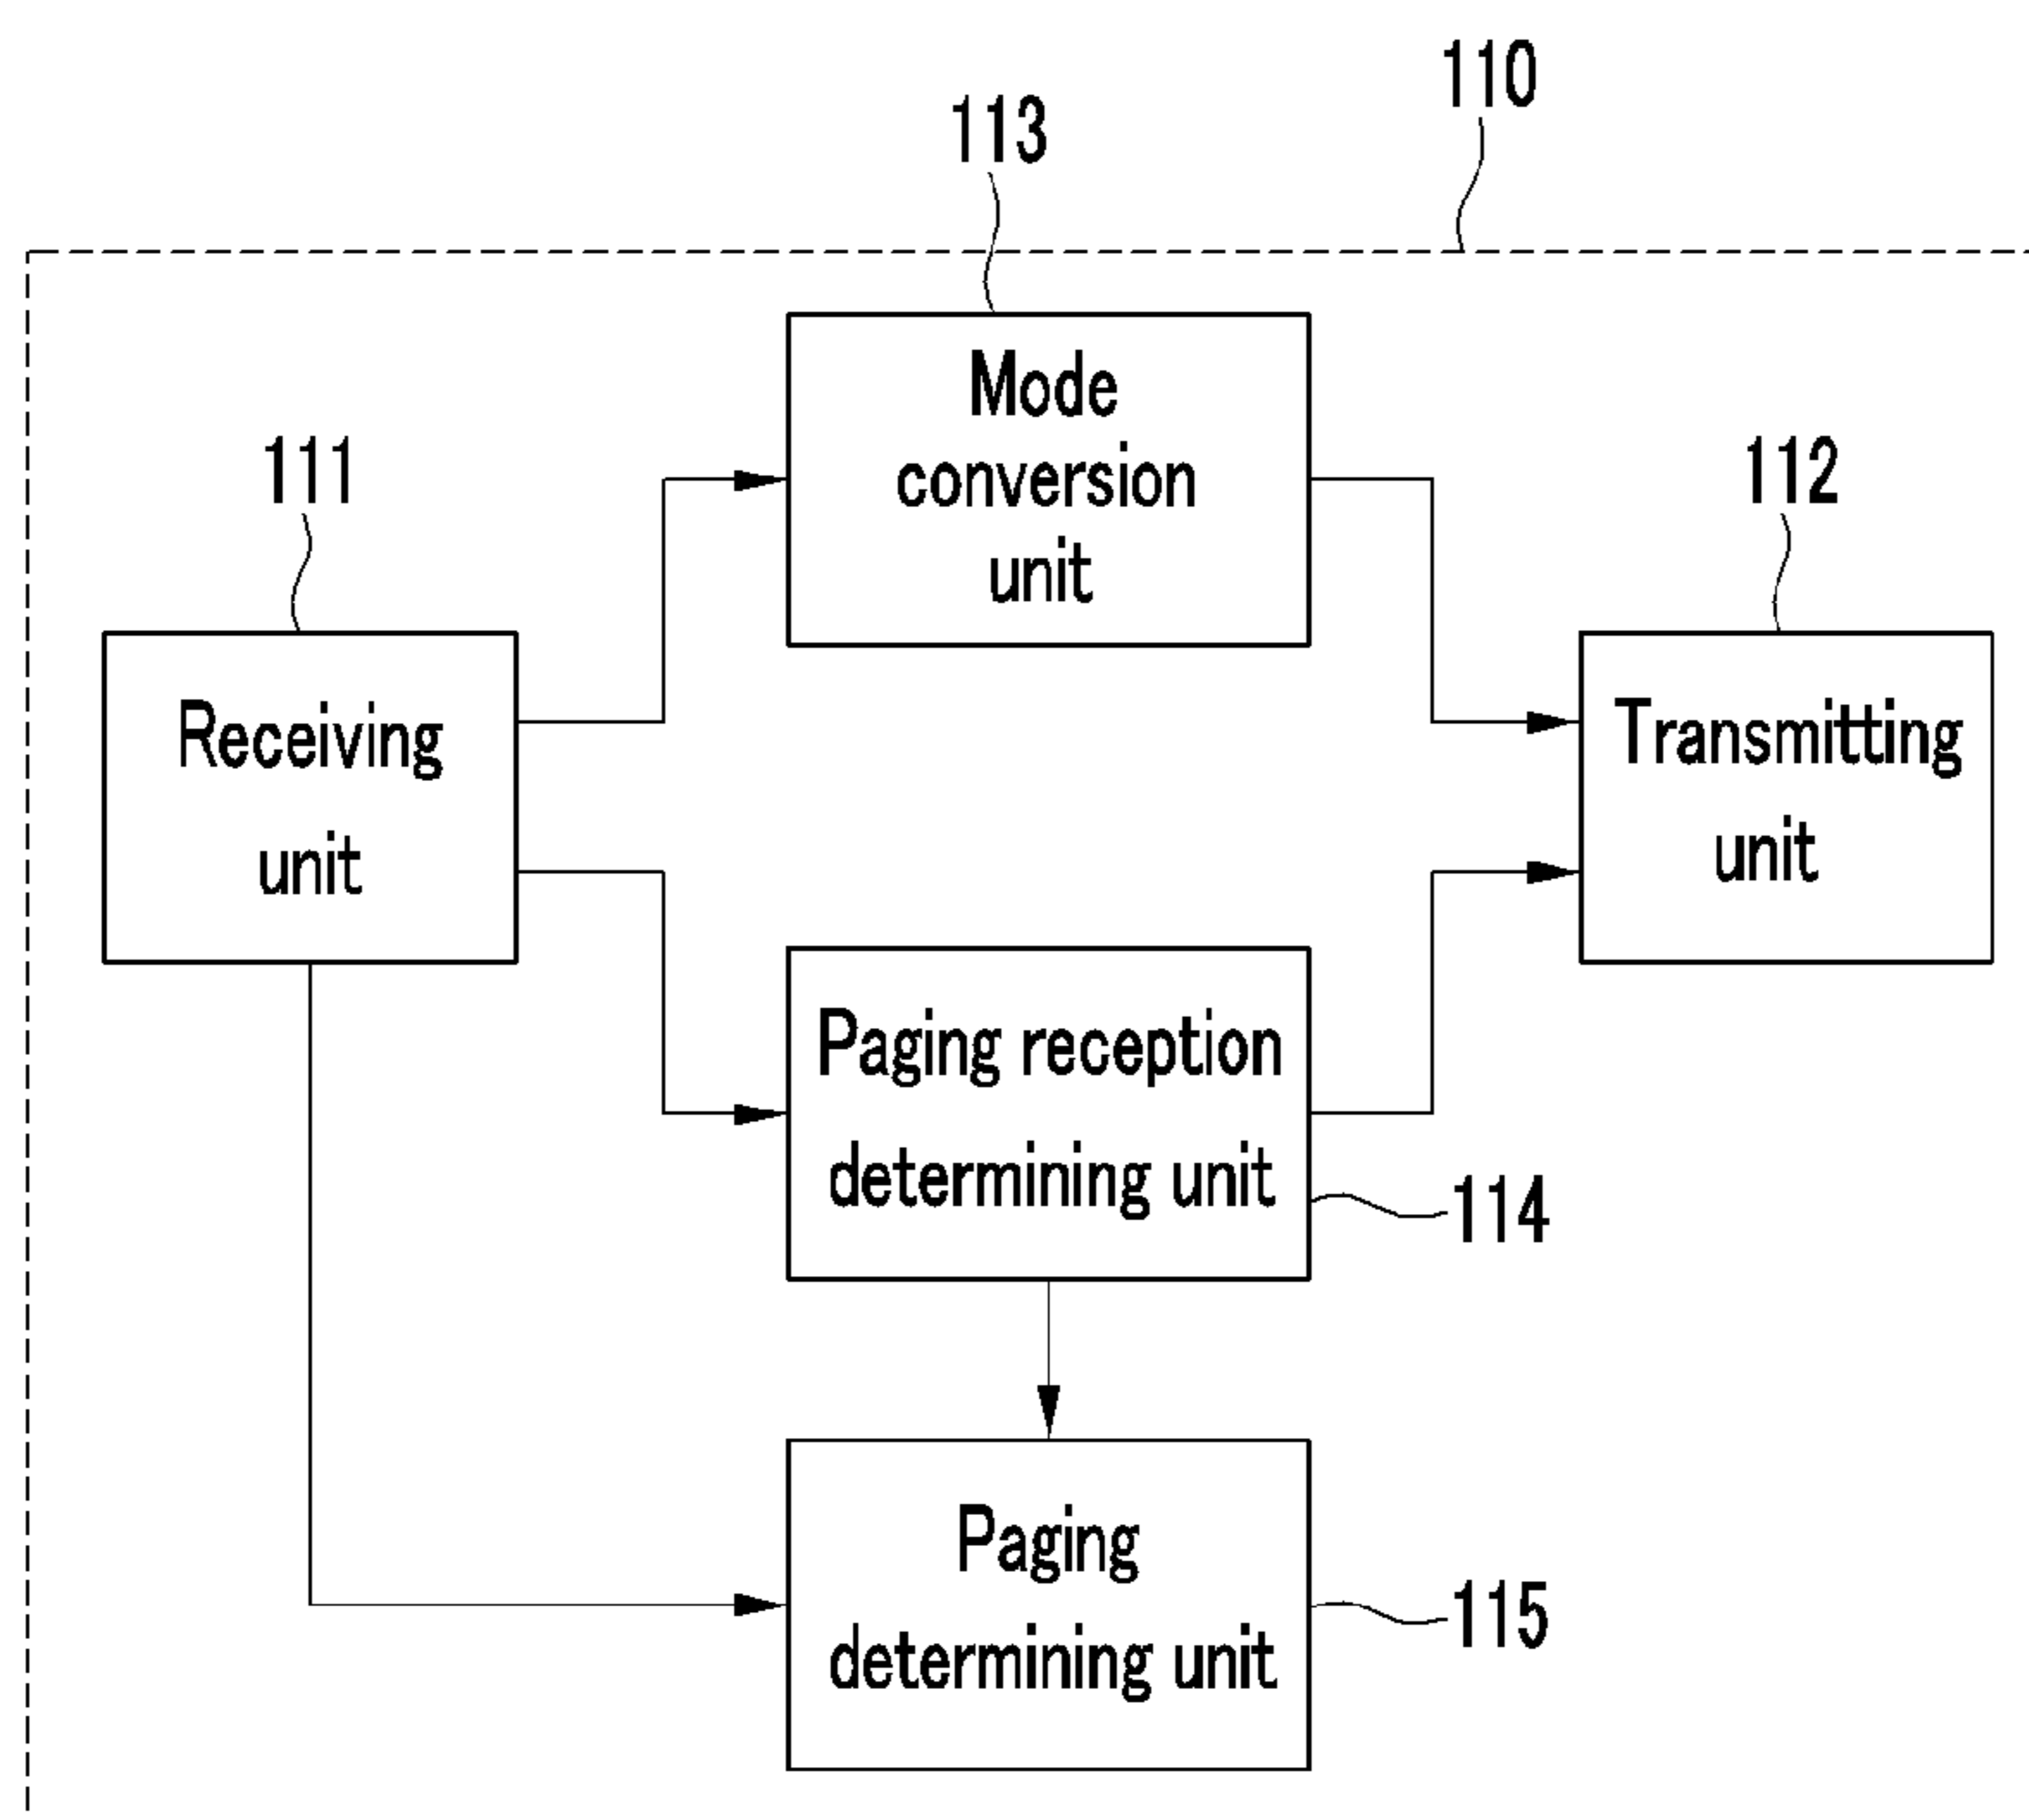 110
113
Mode
conversion
unit
111
112
Receiving
unit
Transmitting
unit
Paging reception
determining unit
114
Paging
determining unit
115